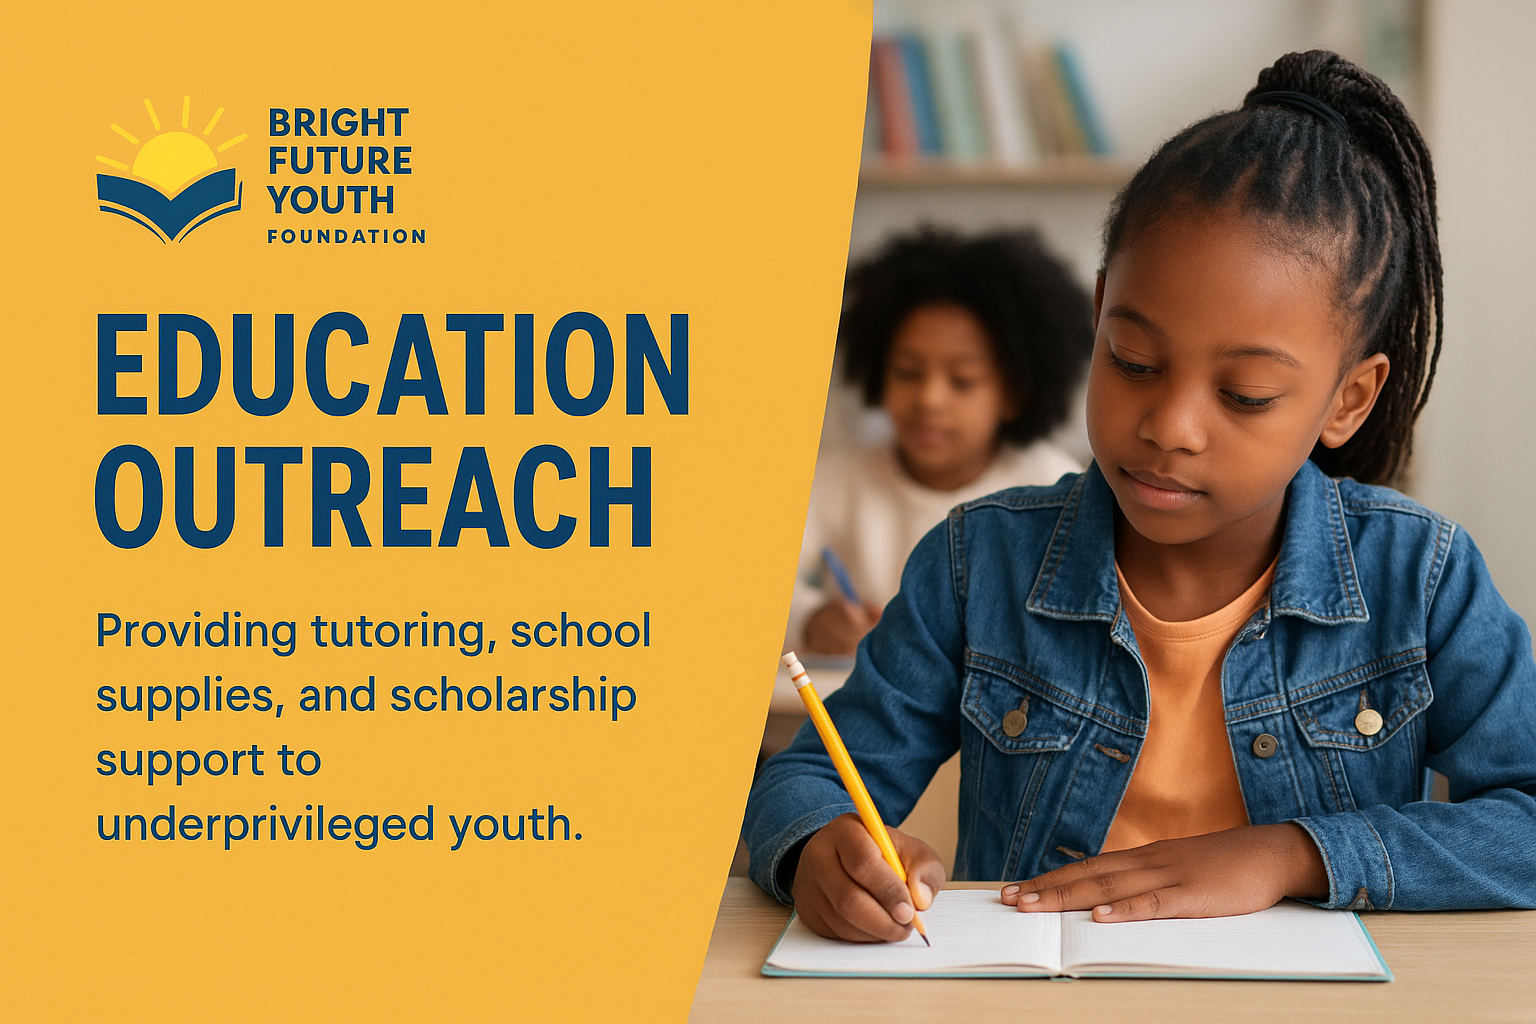 BRIGHT
FUTURE
YOUTH
FOUNDATION
EDUCATION
OUTREACH
Providing tutoring, school
supplies, and scholarship
support to
underprivileged youth.